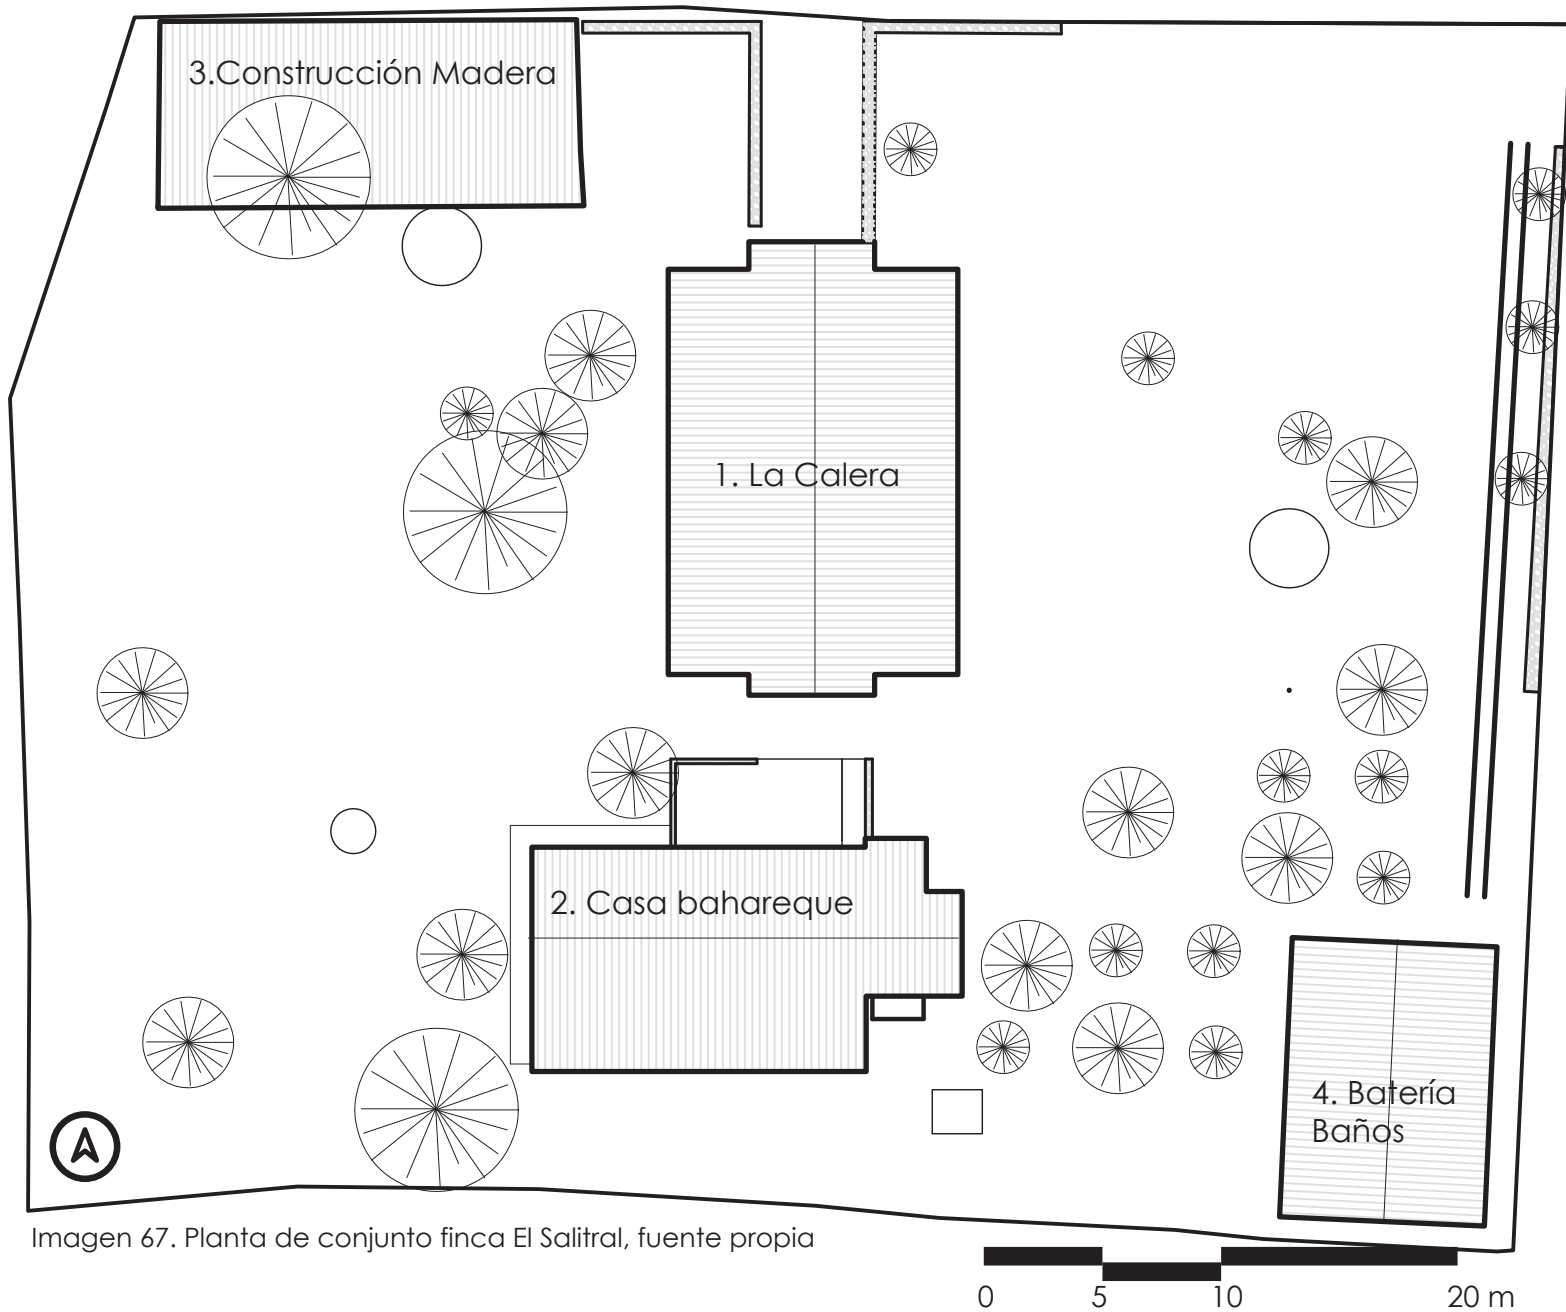 3.Construcción Madera
1. La Calera
2. Casa bahareque
4. Batería
Baños
Imagen 67. Planta de conjunto finca El Salitral, fuente propia
0 5 10 20 m